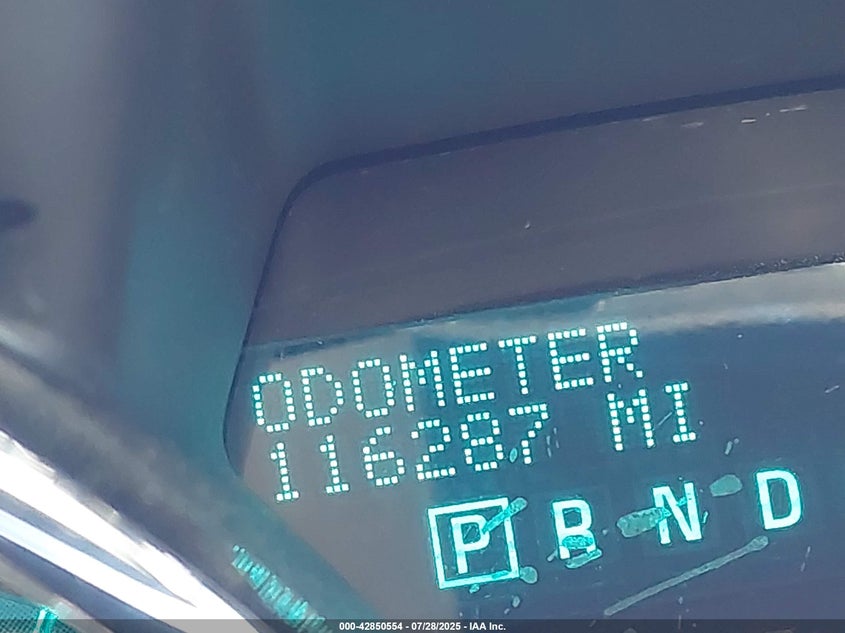 ODOMETER
116287 MI
P R N D
000-42850554 - 07/28/2025 - IAA Inc.